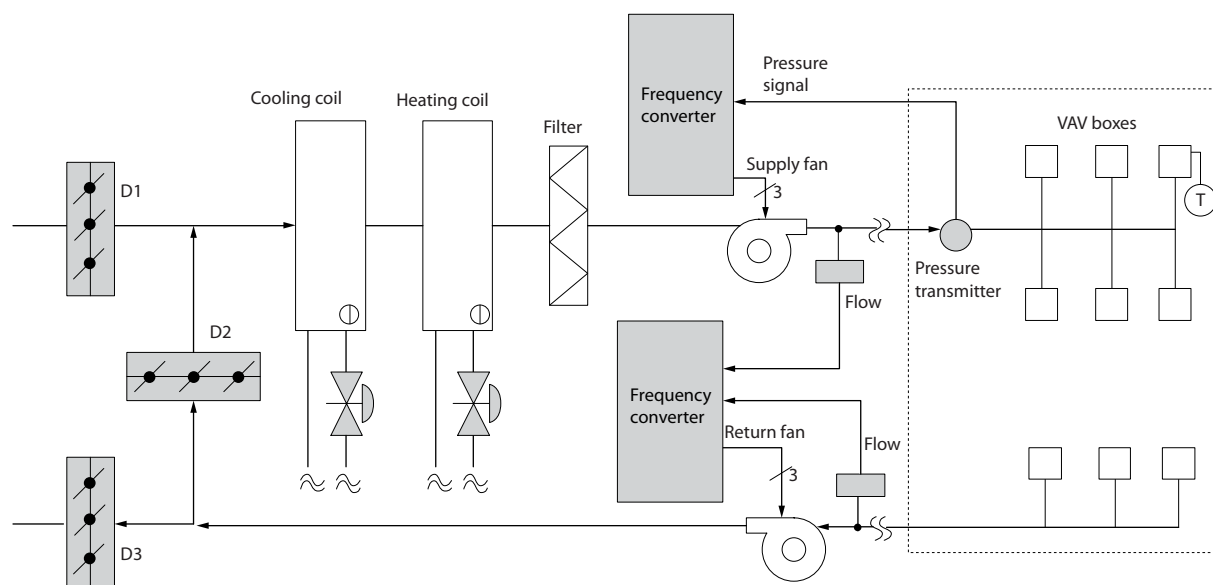 Pressure
signal
Cooling coil
Heating coil
Frequency
converter
VAV boxes
Filter
Supply fan
3
D1
T
Pressure
transmitter
Flow
D2
Frequency
converter
Return fan
Flow
3
D3